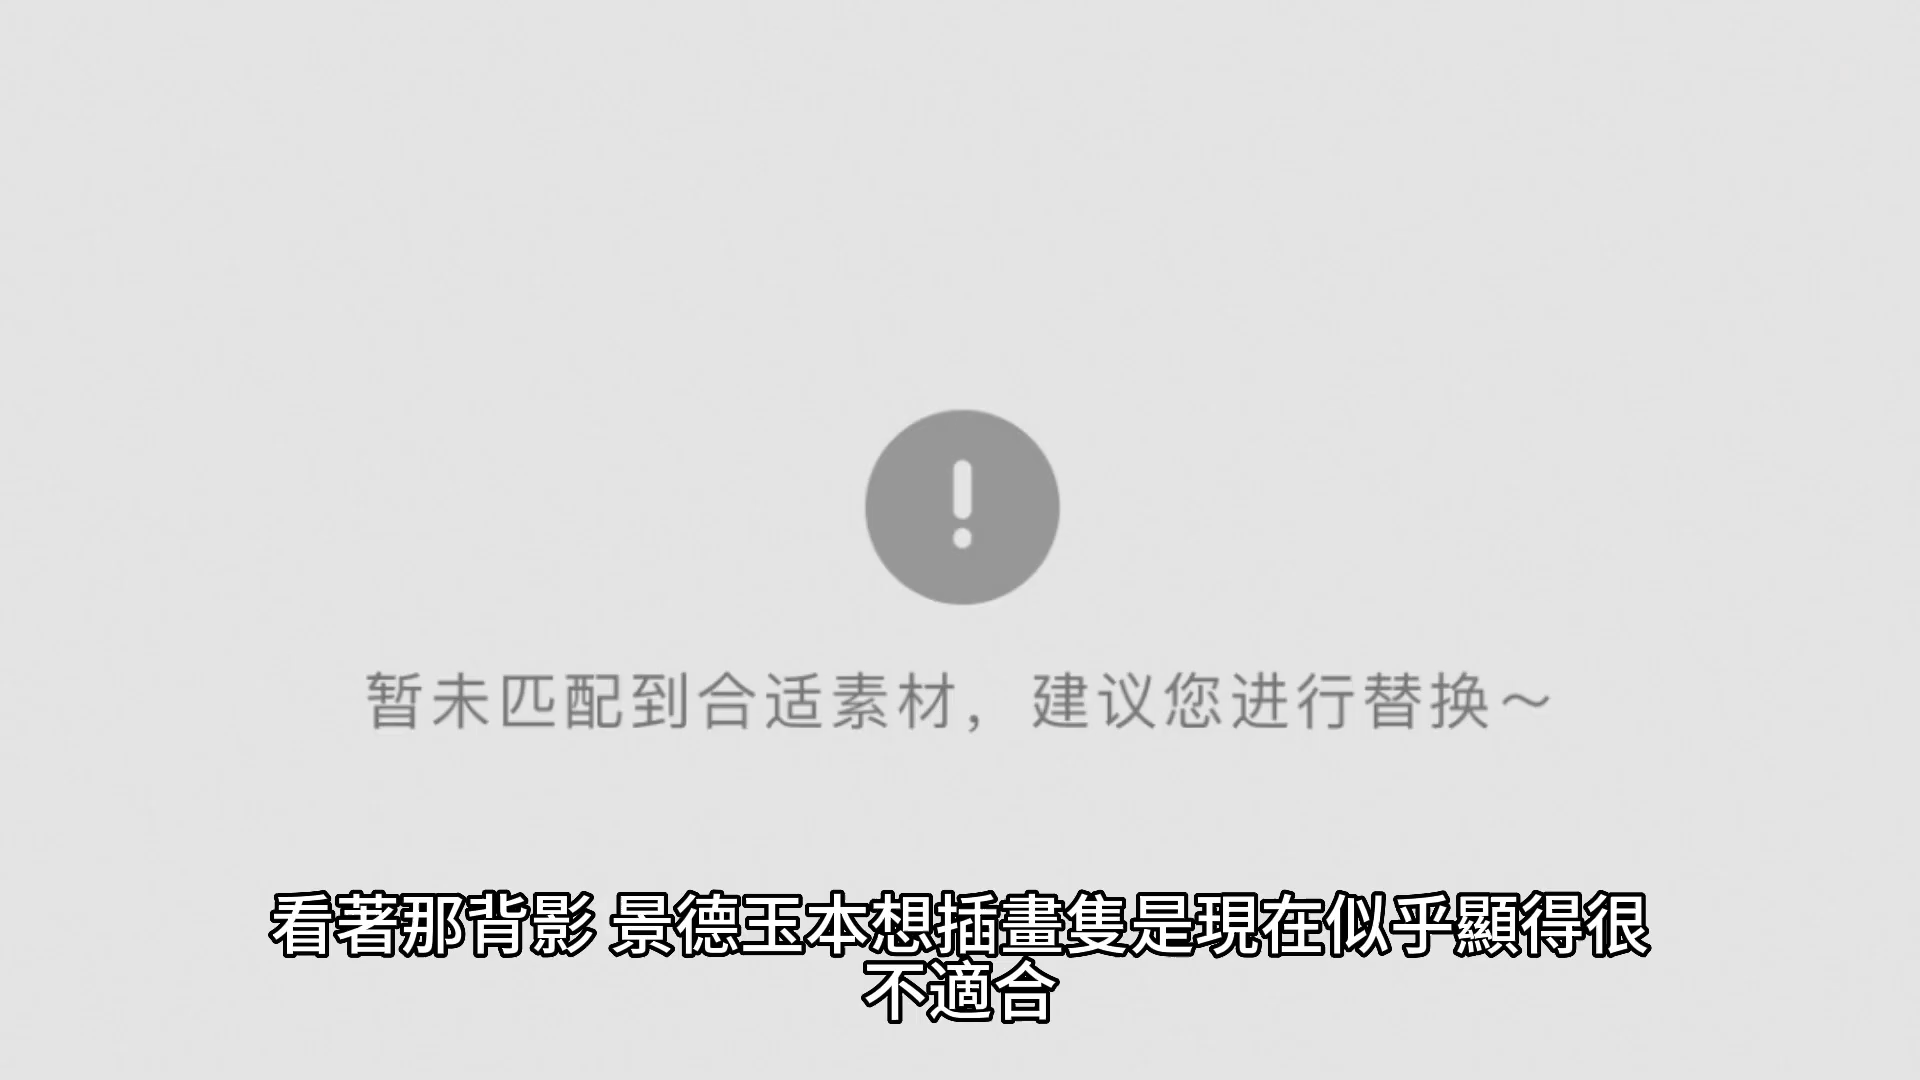 暂未匹配到合适素材，建议您进行替换～
看著那背影 景德玉本想插畫隻是現在似乎顯得很
不適合